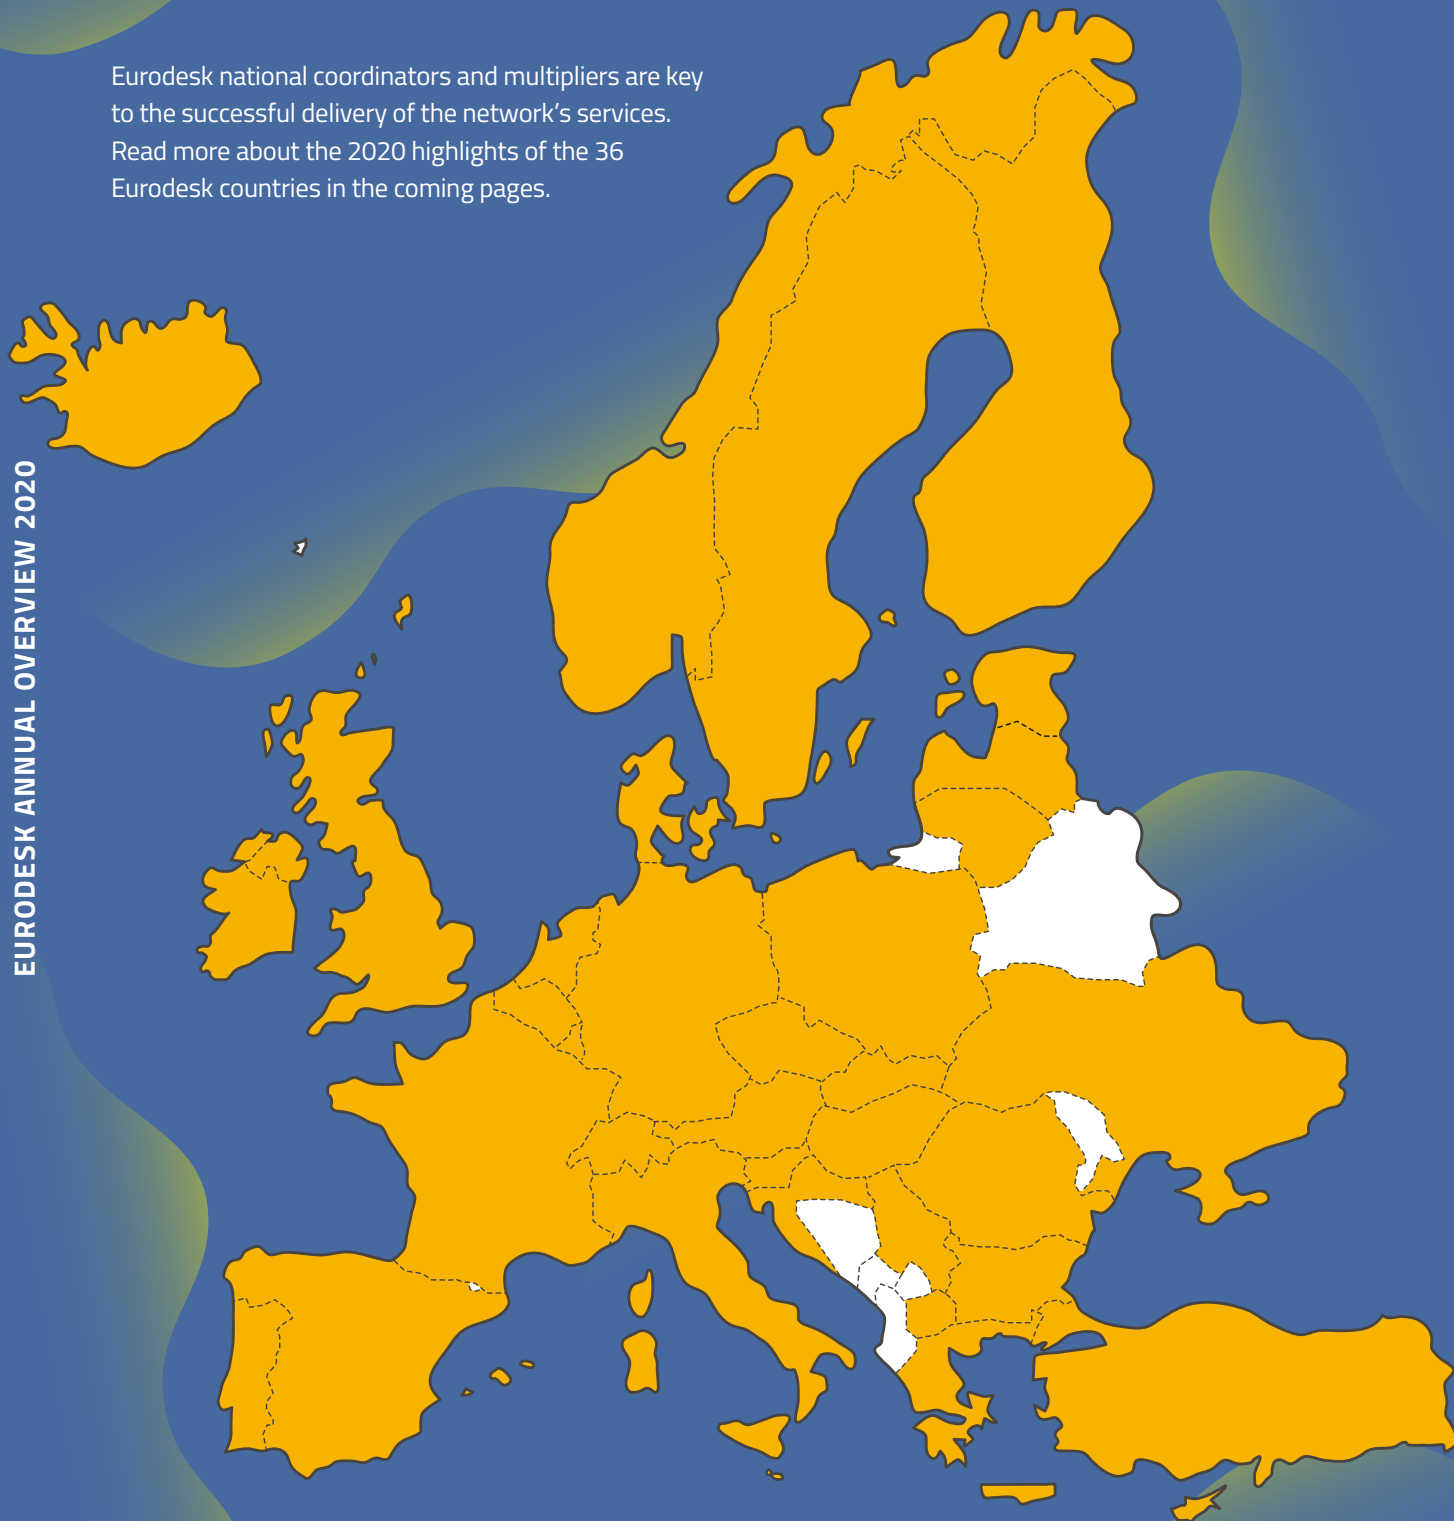 Eurodesk national coordinators and multipliers are key
to the successful delivery of the network's services.
Read more about the 2020 highlights of the 36
Eurodesk countries in the coming pages.
EURODESK ANNUAL OVERVIEW 2020